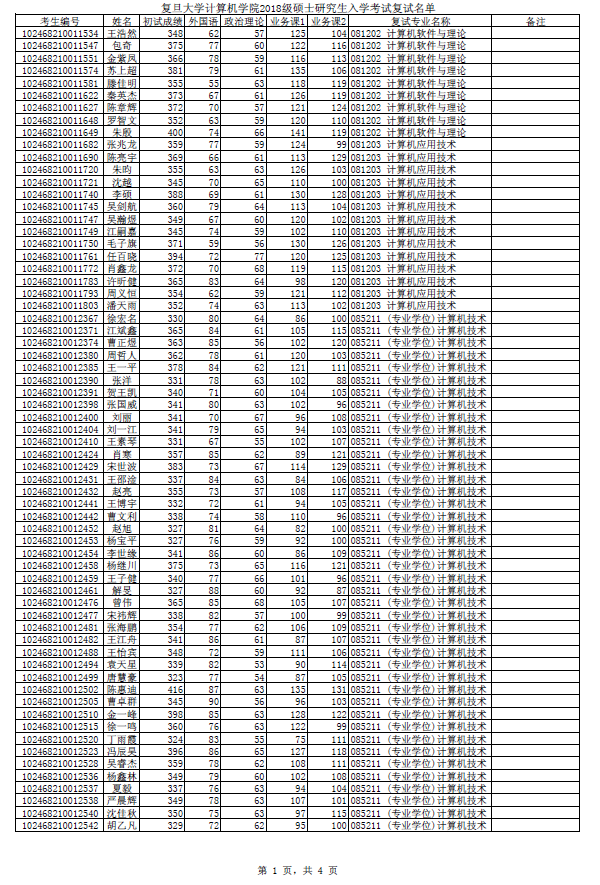 复旦大学计算机学院2018级硕士研究生入学考试复试名单
考生编号 姓名 初试成绩 外国语 政治理论 业务课1 业务课2 复试专业名称 备注
102468210011534 王浩然 348 62 57 125 104 081202 计算机软件与理论
102468210011547 包奇 375 77 60 122 116 081202 计算机软件与理论
102468210011551 金紫凤 366 78 59 116 113 081202 计算机软件与理论
102468210011574 苏上超 381 79 61 135 106 081202 计算机软件与理论
102468210011581 滕佳明 355 55 63 118 119 081202 计算机软件与理论
102468210011622 秦英杰 373 67 61 126 119 081202 计算机软件与理论
102468210011627 陈章辉 372 70 57 121 124 081202 计算机软件与理论
102468210011648 罗智文 352 63 59 120 110 081202 计算机软件与理论
102468210011649 朱殷 400 74 66 141 119 081202 计算机软件与理论
102468210011682 张兆龙 359 77 59 124 99 081203 计算机应用技术
102468210011690 陈亮宇 369 66 61 113 129 081203 计算机应用技术
102468210011720 朱昀 355 63 63 126 103 081203 计算机应用技术
102468210011721 沈越 345 70 65 110 100 081203 计算机应用技术
102468210011740 李硕 388 69 61 130 128 081203 计算机应用技术
102468210011745 吴剑航 360 79 64 113 104 081203 计算机应用技术
102468210011747 吴瀚煜 349 67 60 120 102 081203 计算机应用技术
102468210011749 江嗣嘉 345 74 59 102 110 081203 计算机应用技术
102468210011750 毛子旗 371 59 56 130 126 081203 计算机应用技术
102468210011761 任百晓 394 72 77 120 125 081203 计算机应用技术
102468210011772 肖鑫龙 372 70 68 119 115 081203 计算机应用技术
102468210011783 许昕健 365 83 64 98 120 081203 计算机应用技术
102468210011793 周义恒 354 62 59 121 112 081203 计算机应用技术
102468210011803 潘天雨 352 74 63 113 102 081203 计算机应用技术
102468210012367 徐宏名 330 80 64 86 100 085211 (专业学位)计算机技术
102468210012371 江斌鑫 365 84 61 105 115 085211 (专业学位)计算机技术
102468210012374 曹正煜 363 85 56 102 120 085211 (专业学位)计算机技术
102468210012380 周哲人 362 78 61 120 103 085211 (专业学位)计算机技术
102468210012385 王一平 378 84 62 121 111 085211 (专业学位)计算机技术
102468210012390 张洋 331 78 63 102 88 085211 (专业学位)计算机技术
102468210012391 贺王凯 340 71 60 104 105 085211 (专业学位)计算机技术
102468210012398 张国威 341 80 63 102 96 085211 (专业学位)计算机技术
102468210012400 刘丽 341 70 67 96 108 085211 (专业学位)计算机技术
102468210012404 刘一江 341 79 65 94 103 085211 (专业学位)计算机技术
102468210012410 王素琴 331 67 55 102 107 085211 (专业学位)计算机技术
102468210012424 肖寒 357 85 62 89 121 085211 (专业学位)计算机技术
102468210012429 宋世波 383 73 67 114 129 085211 (专业学位)计算机技术
102468210012431 王邵淦 337 84 63 84 106 085211 (专业学位)计算机技术
102468210012432 赵亮 355 73 57 108 117 085211 (专业学位)计算机技术
102468210012441 王博宇 332 72 61 94 105 085211 (专业学位)计算机技术
102468210012442 曹文利 338 74 58 110 96 085211 (专业学位)计算机技术
102468210012452 赵旭 327 81 64 82 100 085211 (专业学位)计算机技术
102468210012453 杨宝平 327 76 59 92 100 085211 (专业学位)计算机技术
102468210012454 李世缘 341 86 60 86 109 085211 (专业学位)计算机技术
102468210012458 杨继川 375 73 65 116 121 085211 (专业学位)计算机技术
102468210012459 王子健 340 77 66 101 96 085211 (专业学位)计算机技术
102468210012461 解旻 327 88 60 92 87 085211 (专业学位)计算机技术
102468210012476 曾伟 365 85 68 105 107 085211 (专业学位)计算机技术
102468210012477 宋祎辉 338 82 57 100 99 085211 (专业学位)计算机技术
102468210012481 张海鹏 354 77 62 106 109 085211 (专业学位)计算机技术
102468210012482 王江舟 341 86 61 87 107 085211 (专业学位)计算机技术
102468210012488 王怡宾 348 72 59 111 106 085211 (专业学位)计算机技术
102468210012494 袁天星 339 82 53 90 114 085211 (专业学位)计算机技术
102468210012499 唐慧豪 323 77 54 87 105 085211 (专业学位)计算机技术
102468210012502 陈惠迪 416 87 63 135 131 085211 (专业学位)计算机技术
102468210012505 曹卓群 345 90 56 96 103 085211 (专业学位)计算机技术
102468210012510 金一峰 398 85 63 128 122 085211 (专业学位)计算机技术
102468210012515 徐一鸣 360 76 63 122 99 085211 (专业学位)计算机技术
102468210012520 丁雨霞 324 83 55 75 111 085211 (专业学位)计算机技术
102468210012523 冯辰昊 396 86 65 127 118 085211 (专业学位)计算机技术
102468210012528 吴睿杰 359 78 62 108 111 085211 (专业学位)计算机技术
102468210012536 杨鑫林 349 79 60 102 108 085211 (专业学位)计算机技术
102468210012537 夏毅 337 76 63 94 104 085211 (专业学位)计算机技术
102468210012538 严晨辉 349 78 63 107 101 085211 (专业学位)计算机技术
102468210012540 沈佳秋 350 75 63 97 115 085211 (专业学位)计算机技术
102468210012542 胡乙凡 329 72 62 95 100 085211 (专业学位)计算机技术
第 1 页，共 4 页